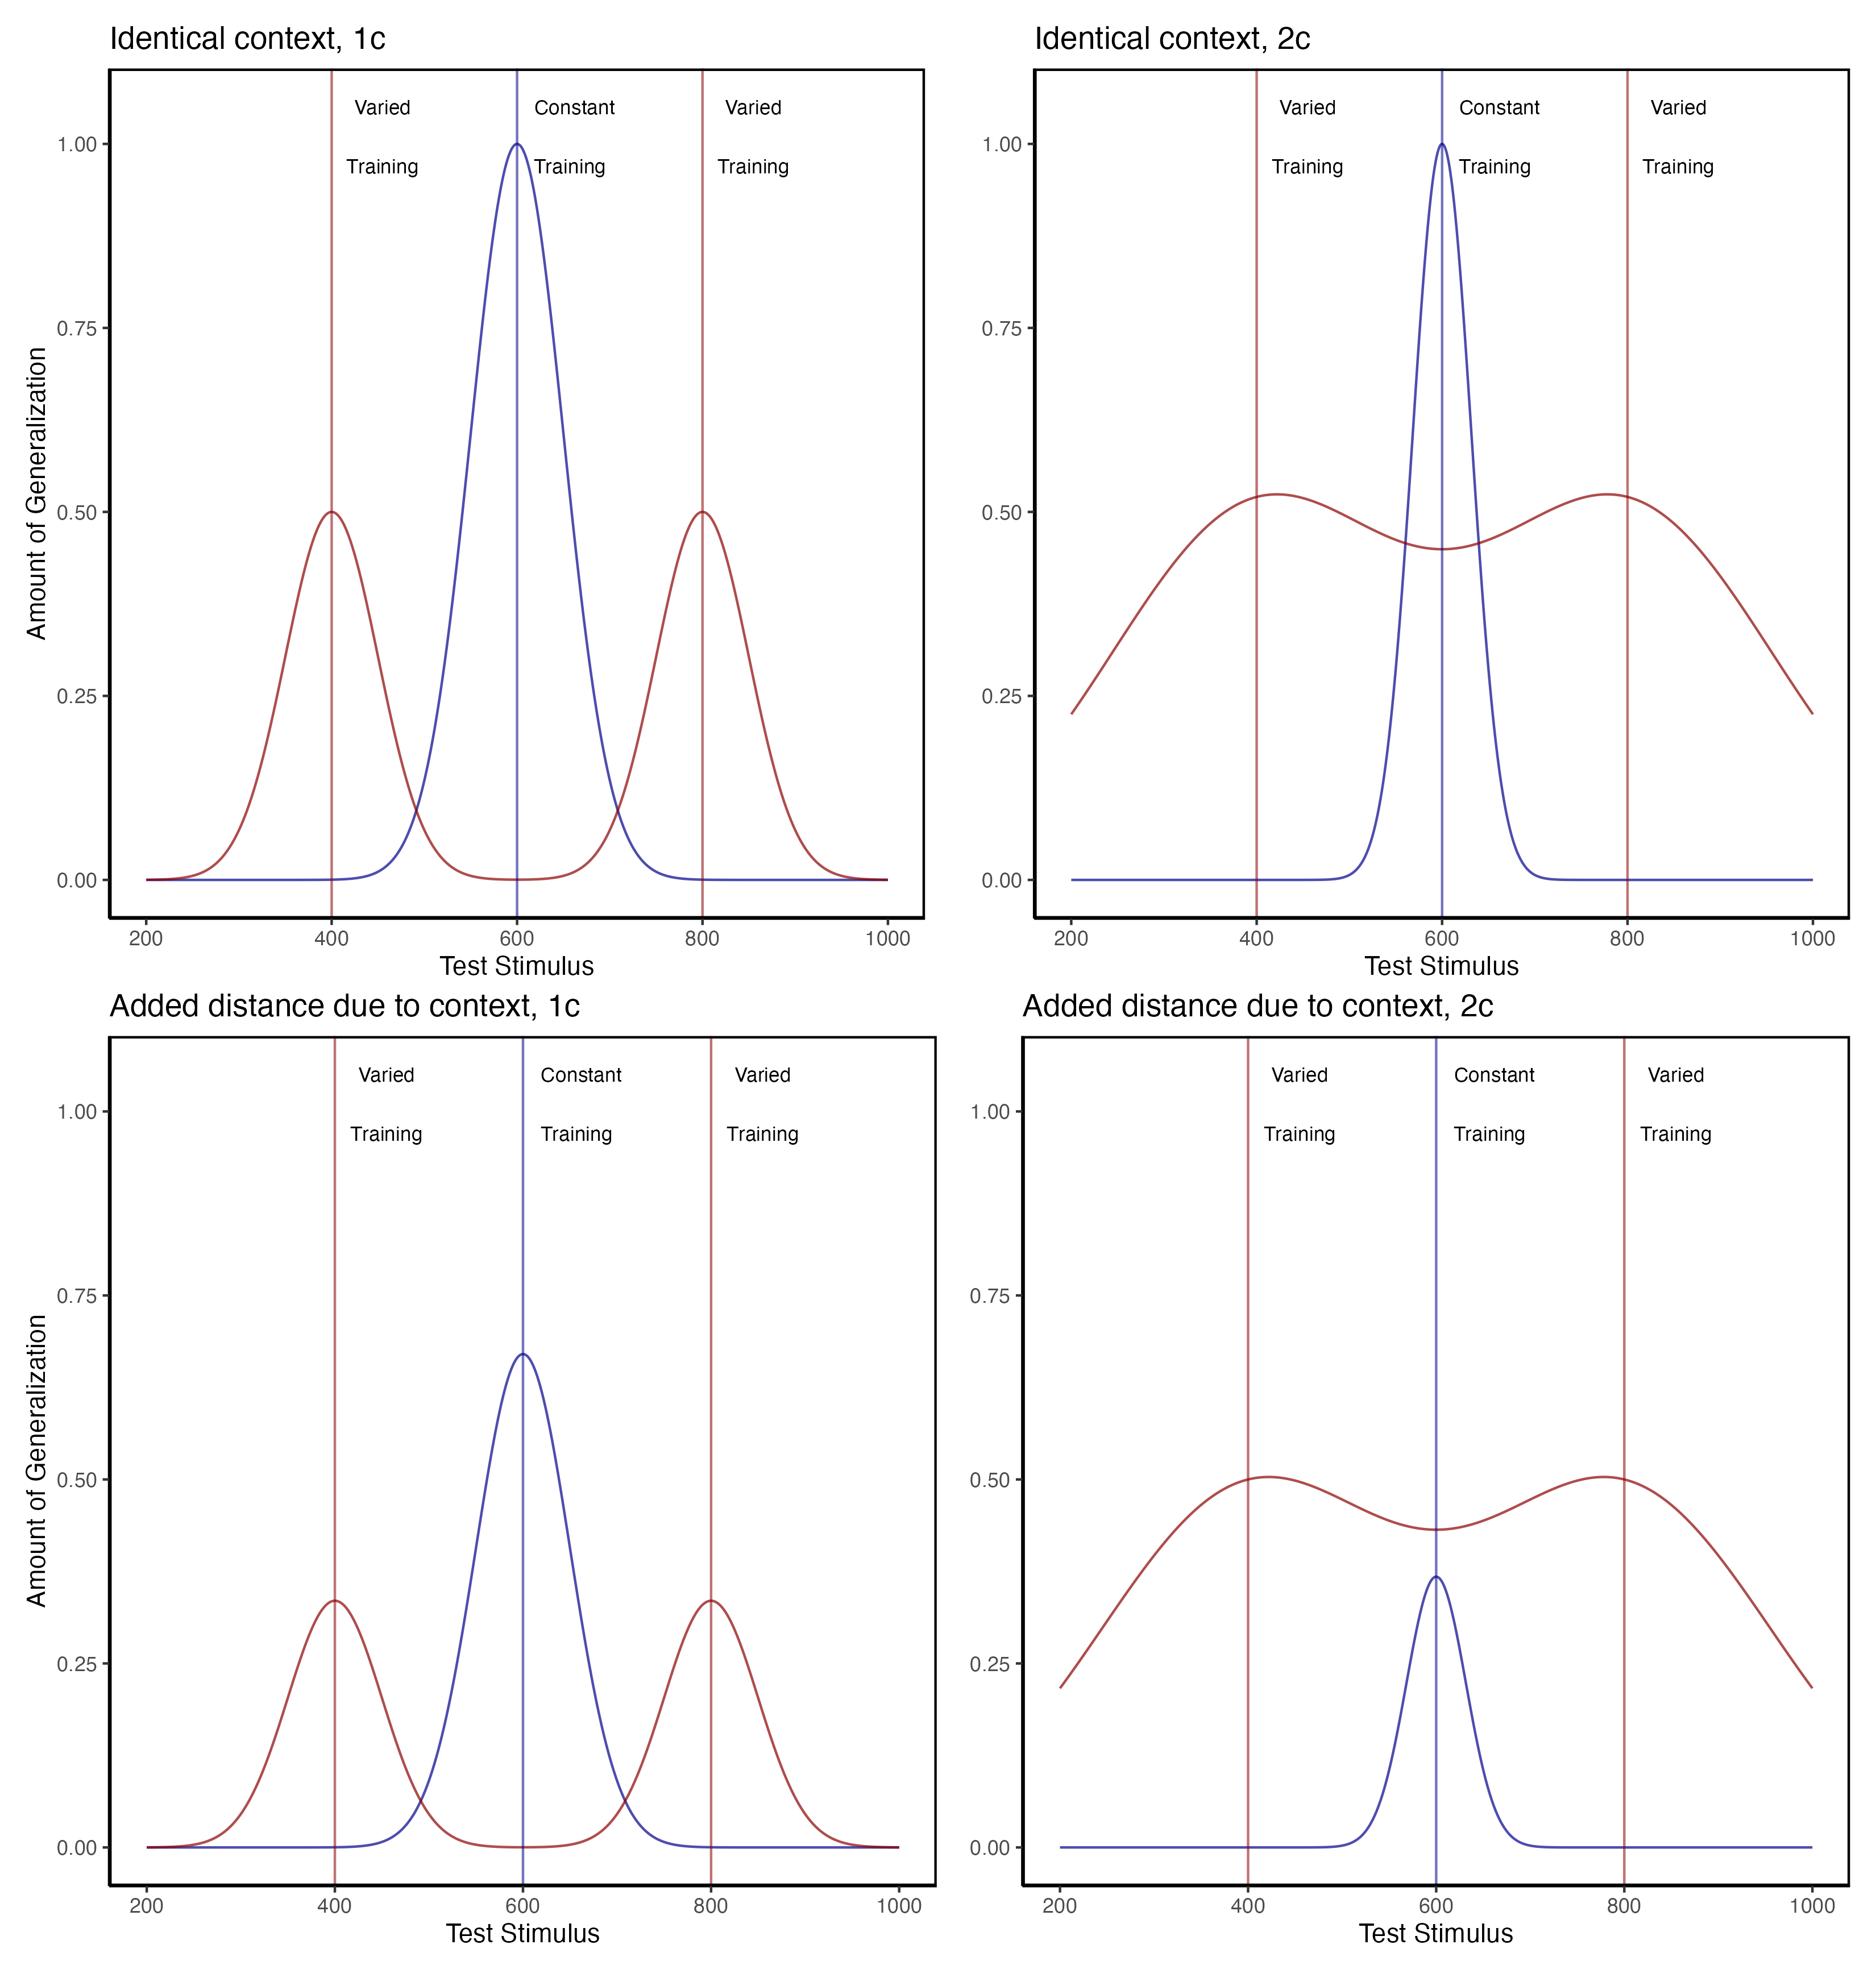 Identical context, 1c
Varied Constant Varied
Training Training Training
1.00
0.75
0.50
0.25
0.00
Amount of Generalization
200 400 600 800 1000
Test Stimulus
Identical context, 2c
Varied Constant Varied
Training Training Training
1.00
0.75
0.50
0.25
0.00
200 400 600 800 1000
Test Stimulus
Added distance due to context, 1c
Varied Constant Varied
Training Training Training
1.00
0.75
0.50
0.25
0.00
Amount of Generalization
200 400 600 800 1000
Test Stimulus
Added distance due to context, 2c
Varied Constant Varied
Training Training Training
1.00
0.75
0.50
0.25
0.00
200 400 600 800 1000
Test Stimulus